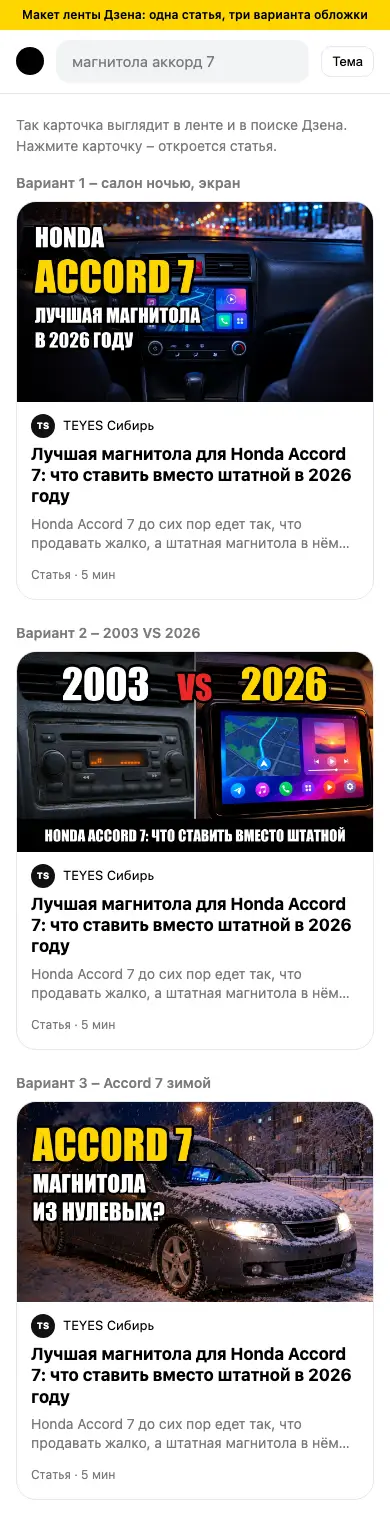 Макет ленты Дзена: одна статья, три варианта обложки
магнитола аккорд 7
Тема
Так карточка выглядит в ленте и в поиске Дзена.
Нажмите карточку – откроется статья.
Вариант 1 – салон ночью, экран
HONDA
ACCORD 7
ЛУЧШАЯ МАГНИТОЛА
В 2026 ГОДУ
TS
TEYES Сибирь
Лучшая магнитола для Honda Accord
7: что ставить вместо штатной в 2026
году
Honda Accord 7 до сих пор едет так, что
продавать жалко, а штатная магнитола в нём...
Статья · 5 мин
Вариант 2 – 2003 VS 2026
2003 VS 2026
HONDA ACCORD 7: ЧТО СТАВИТЬ ВМЕСТО ШТАТНОЙ
TS
TEYES Сибирь
Лучшая магнитола для Honda Accord
7: что ставить вместо штатной в 2026
году
Honda Accord 7 до сих пор едет так, что
продавать жалко, а штатная магнитола в нём...
Статья · 5 мин
Вариант 3 – Accord 7 зимой
ACCORD 7
МАГНИТОЛА
ИЗ НУЛЕВЫХ?
TS
TEYES Сибирь
Лучшая магнитола для Honda Accord
7: что ставить вместо штатной в 2026
году
Honda Accord 7 до сих пор едет так, что
продавать жалко, а штатная магнитола в нём...
Статья · 5 мин